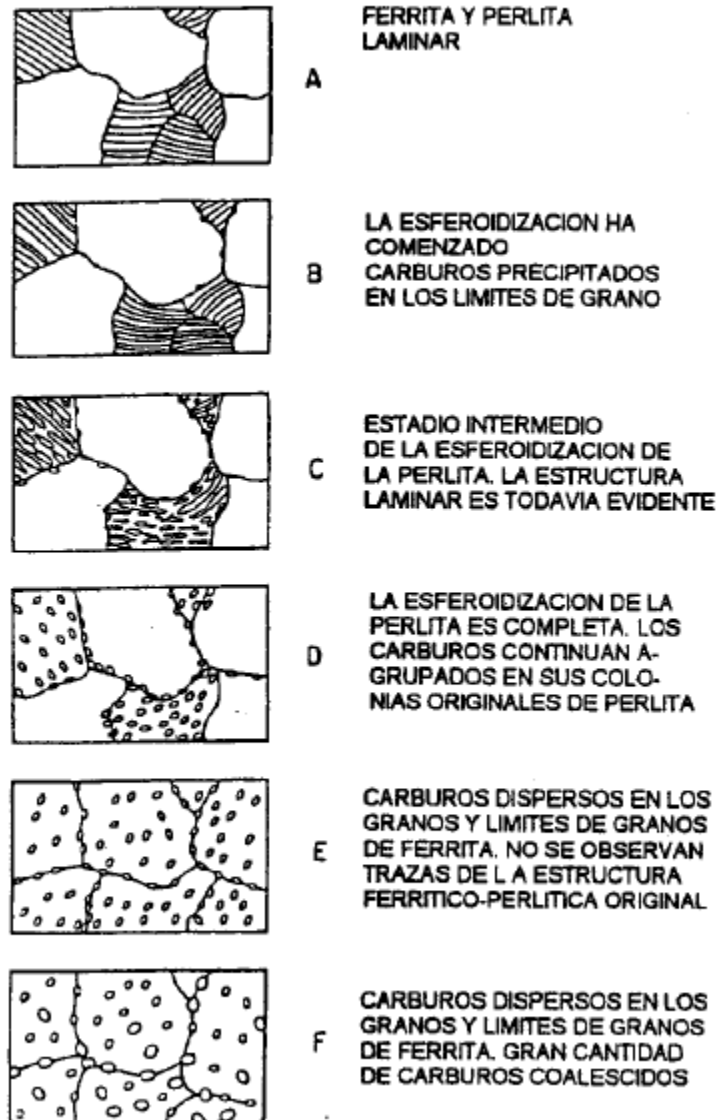 FERRITA Y PERLITA
LAMINAR
A
LA ESFEROIDIZACION HA
COMENZADO
CARBUROS PRECIPITADOS
EN LOS LIMITES DE GRANO
B
ESTADIO INTERMEDIO
DE LA ESFEROIDIZACION DE
LA PERLITA. LA ESTRUCTURA
LAMINAR ES TODAVIA EVIDENTE
C
LA ESFEROIDIZACION DE LA
PERLITA ES COMPLETA. LOS
CARBUROS CONTINUAN A-
GRUPADOS EN SUS COLO-
NIAS ORIGINALES DE PERLITA
D
CARBUROS DISPERSOS EN LOS
GRANOS Y LIMITES DE GRANOS
DE FERRITA. NO SE OBSERVAN
TRAZAS DE L A ESTRUCTURA
FERRITICO-PERLITICA ORIGINAL
E
CARBUROS DISPERSOS EN LOS
GRANOS Y LIMITES DE GRANOS
DE FERRITA. GRAN CANTIDAD
DE CARBUROS COALESCIDOS
F